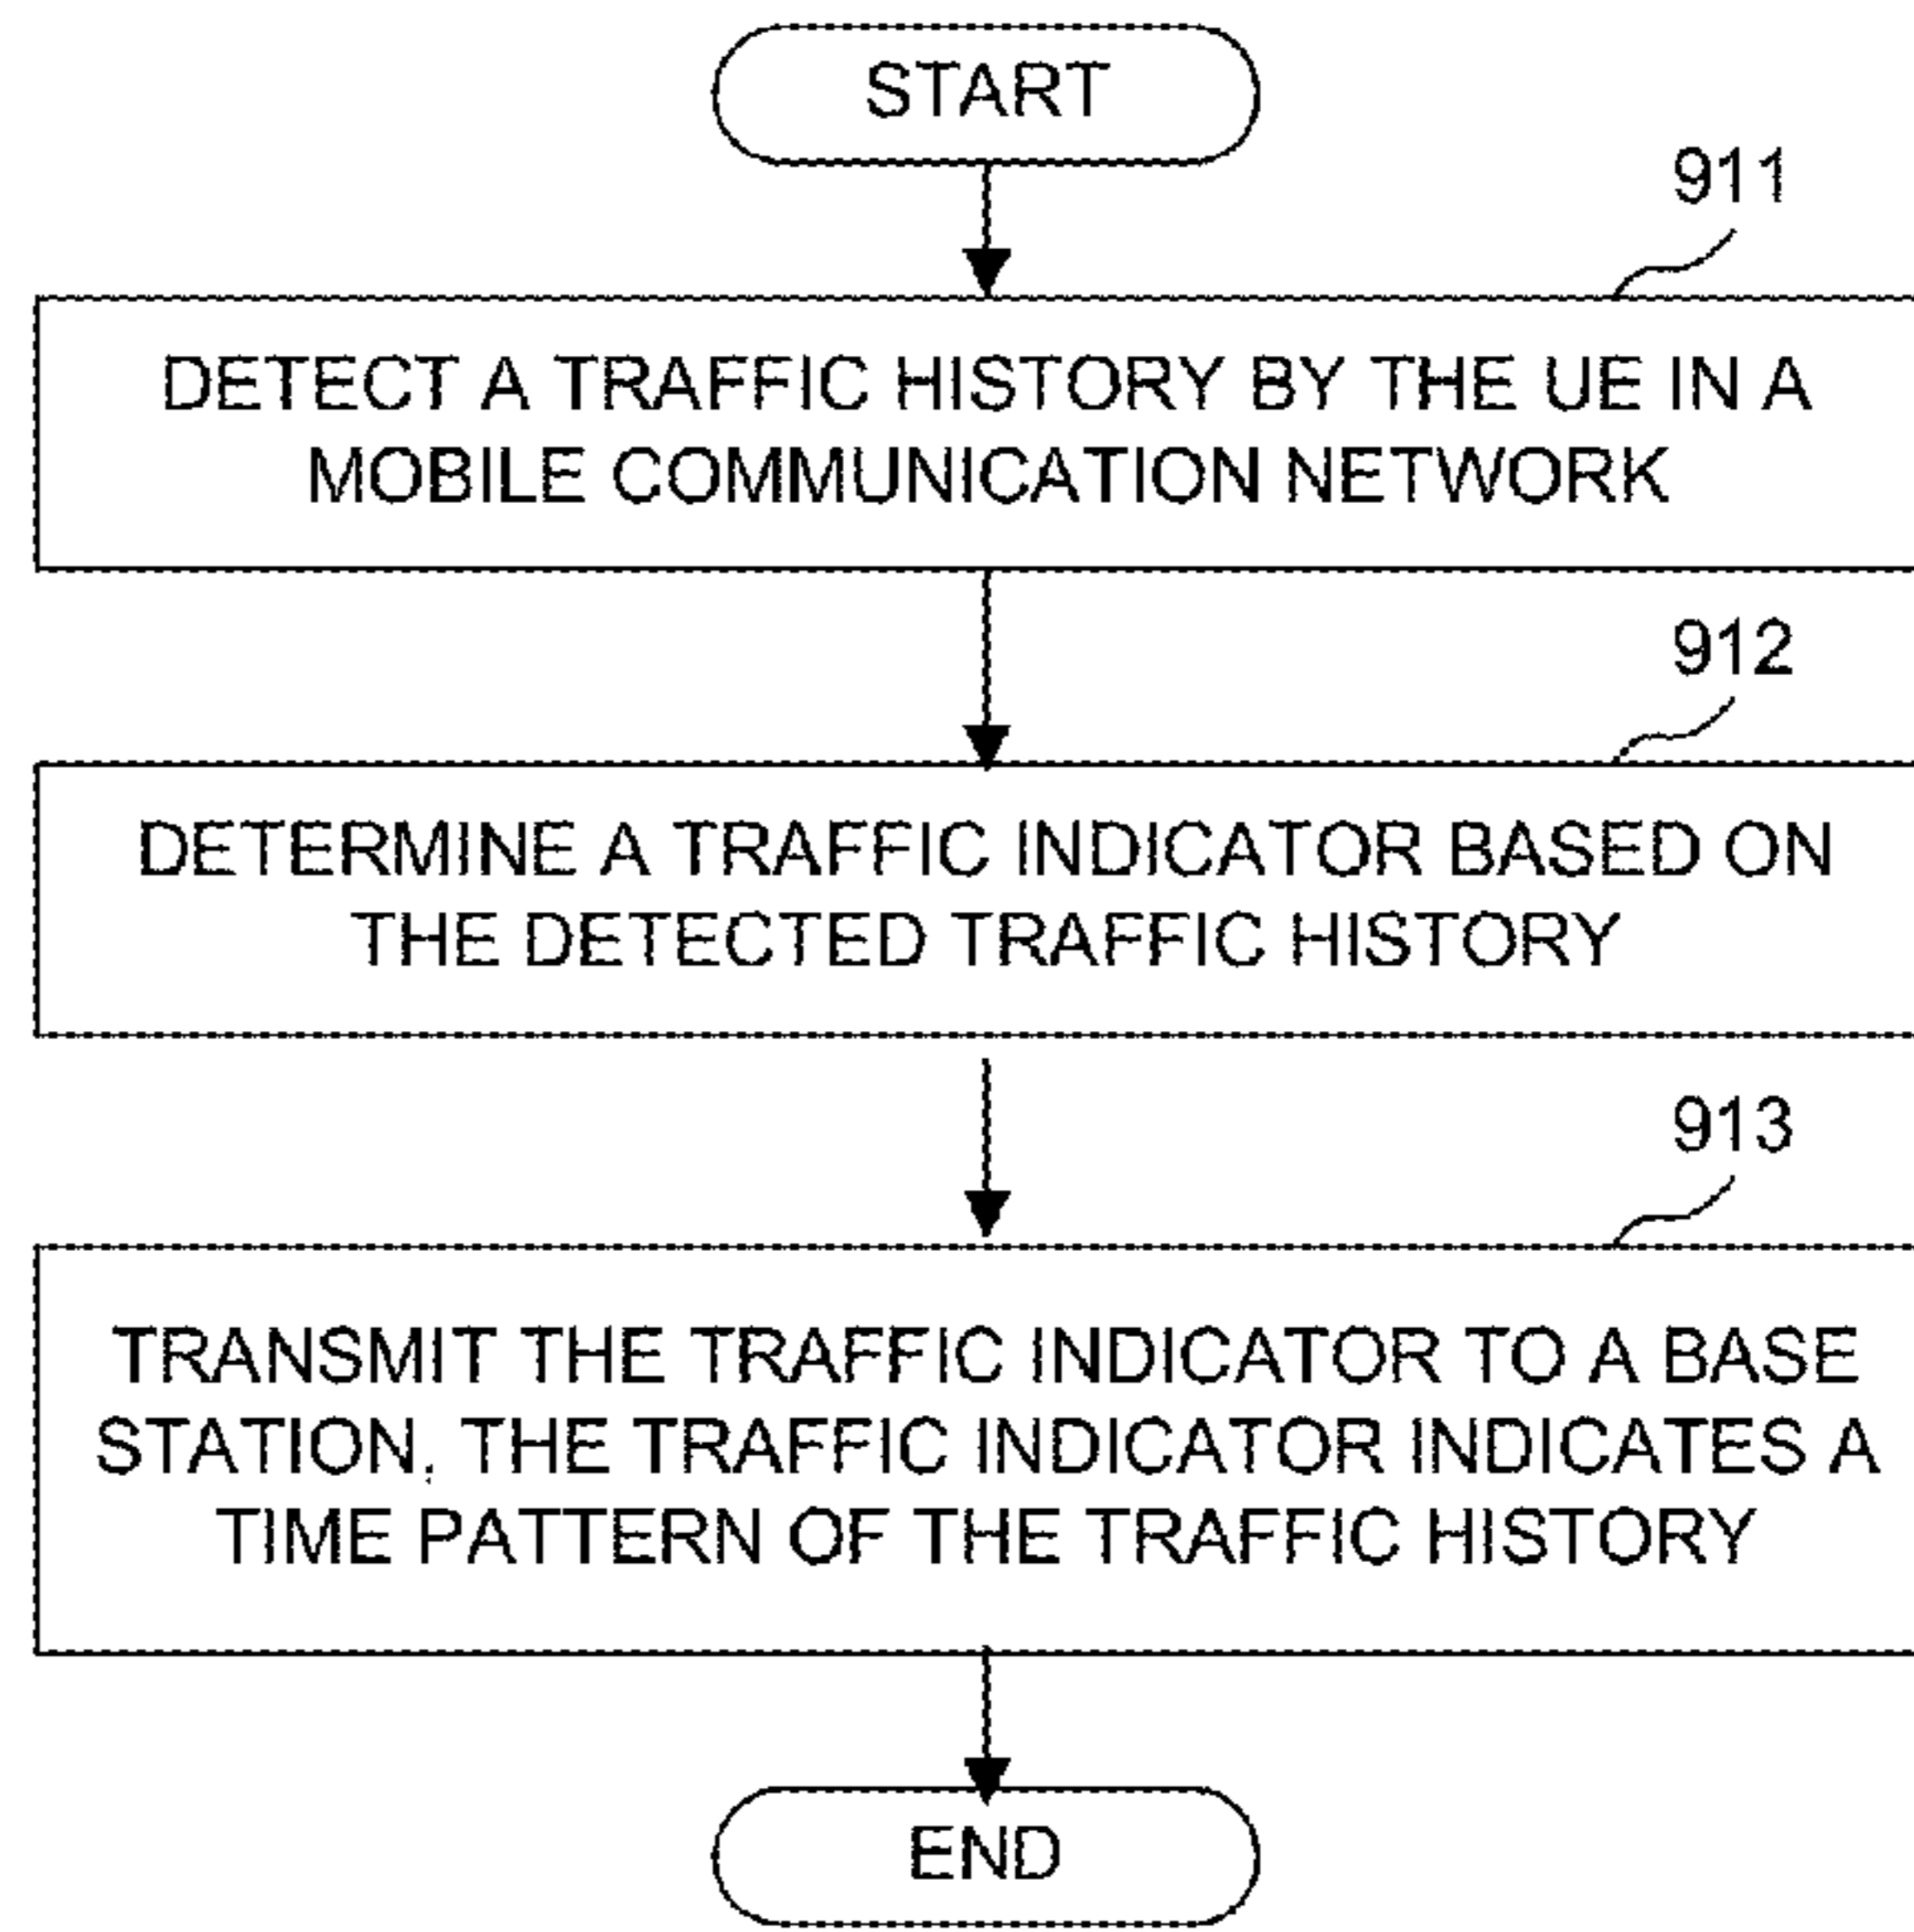 START
911
DETECT A TRAFFIC HISTORY BY THE UE IN A
MOBILE COMMUNICATION NETWORK
912
DETERMINE A TRAFFIC INDICATOR BASED ON
THE DETECTED TRAFFIC HISTORY
913
TRANSMIT THE TRAFFIC INDICATOR TO A BASE
STATION, THE TRAFFIC INDICATOR INDICATES A
TIME PATTERN OF THE TRAFFIC HISTORY
END